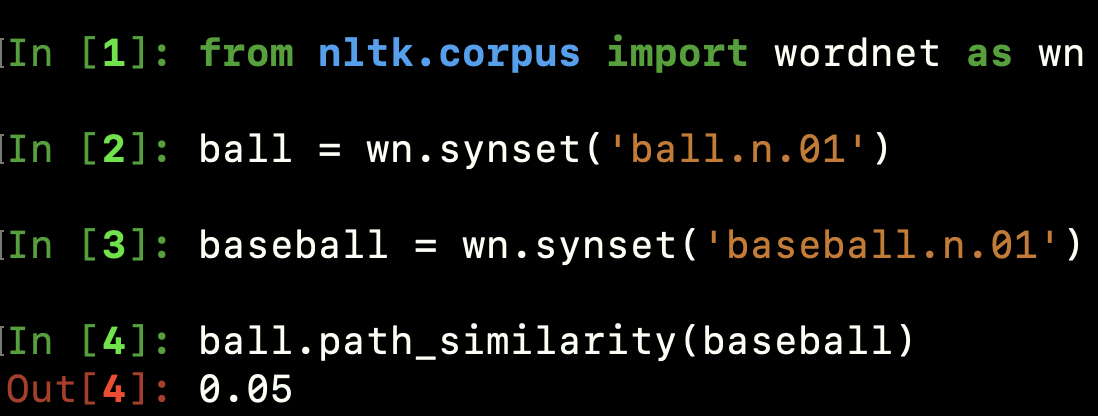 In [1]: from nltk.corpus import wordnet as wn
In [2]: ball = wn.synset('ball.n.01')
In [3]: baseball = wn.synset('baseball.n.01')
In [4]: ball.path_similarity(baseball)
Out[4]: 0.05